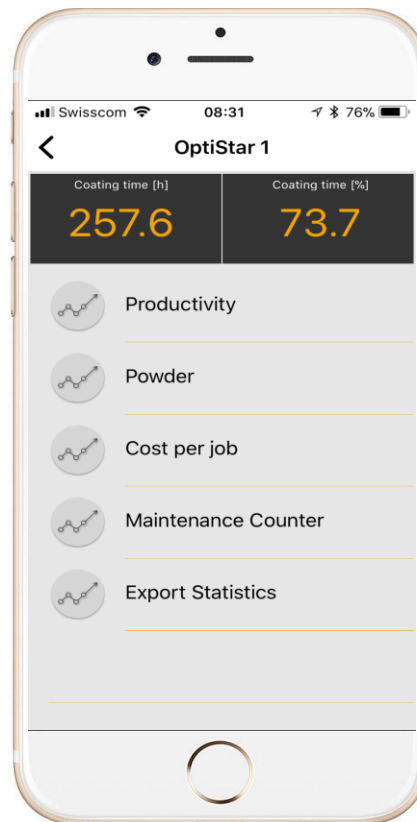 Swisscom 08:31 76%
OptiStar 1
Coating time [h] Coating time [%]
257.6 73.7
Productivity
Powder
Cost per job
Maintenance Counter
Export Statistics